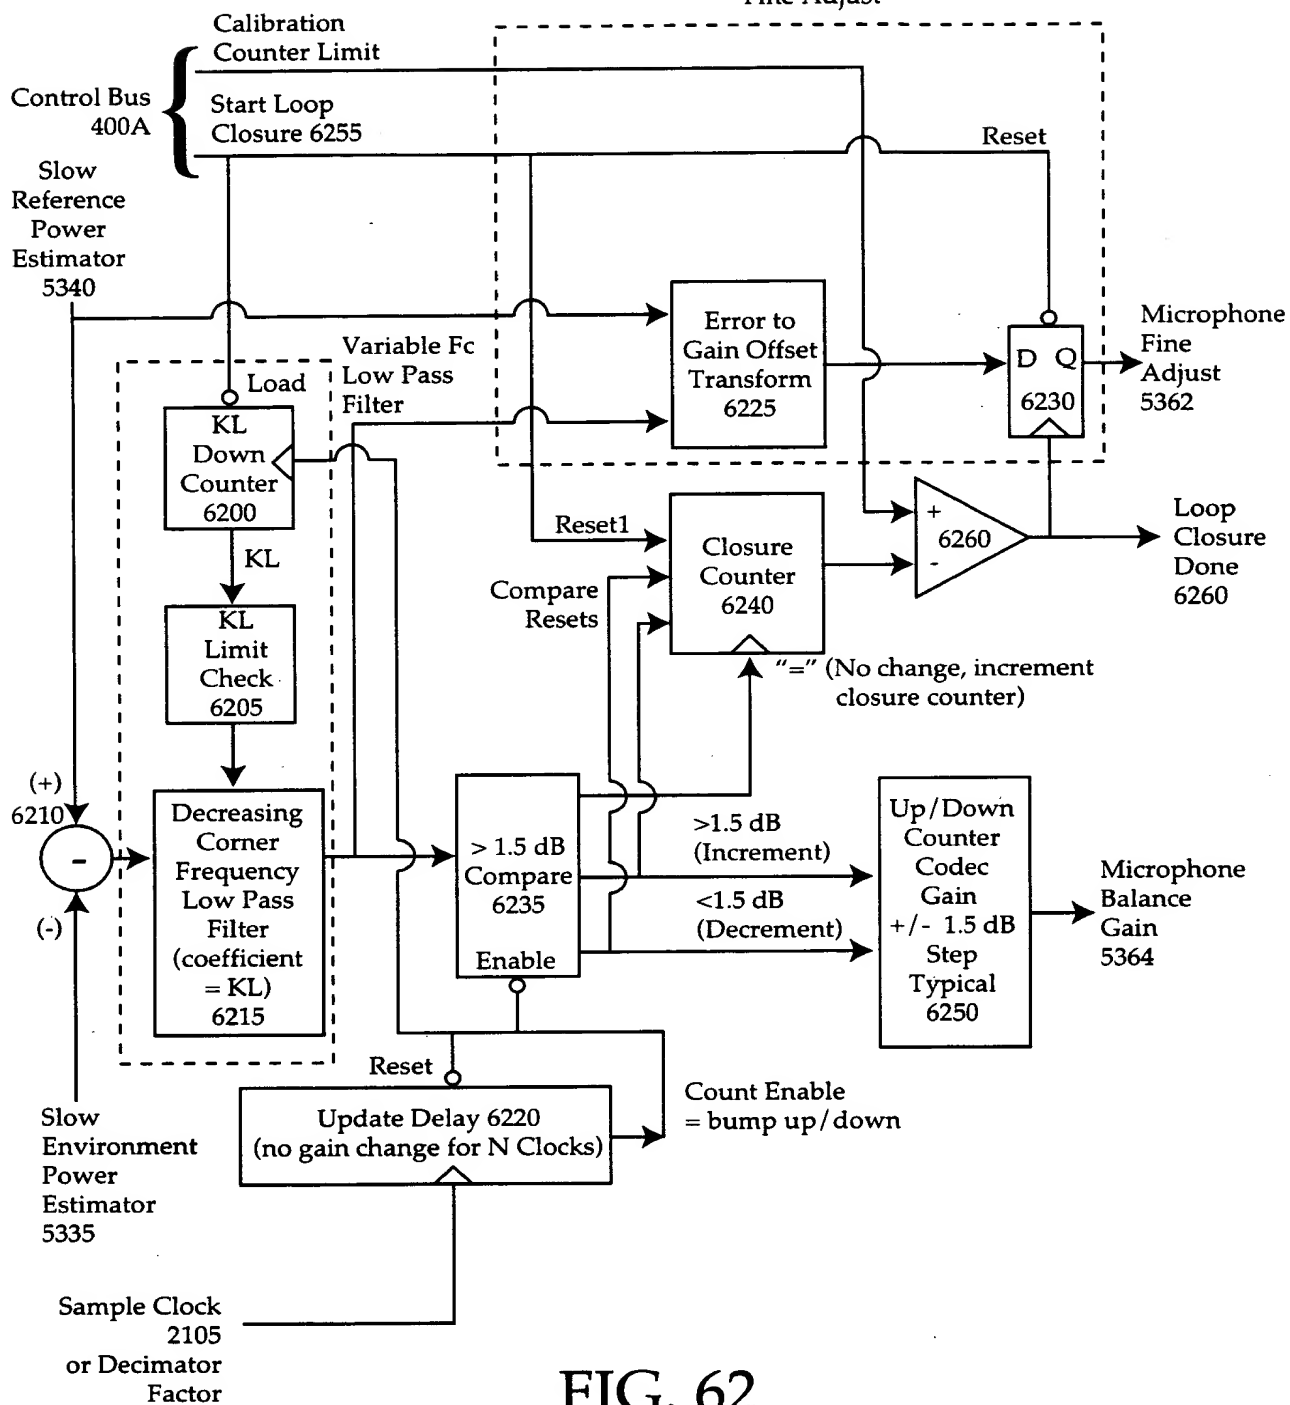 Fine Adjust
Calibration
Counter Limit
Control Bus
400A
Start Loop
Closure 6255
Reset
Slow
Reference
Power
Estimator
5340
Variable Fc
Low Pass
Filter
Load
KL
Down
Counter
6200
KL
KL
Limit
Check
6205
Error to
Gain Offset
Transform
6225
D Q
6230
Microphone
Fine
Adjust
5362
Reset1
Compare
Resets
Closure
Counter
6240
+
6260
-
Loop
Closure
Done
6260
"=" (No change, increment
closure counter)
(+)
6210
-
(-)
Decreasing
Corner
Frequency
Low Pass
Filter
(coefficient
= KL)
6215
> 1.5 dB
Compare
6235
Enable
>1.5 dB
(Increment)
<1.5 dB
(Decrement)
Up/Down
Counter
Codec
Gain
+/- 1.5 dB
Step
Typical
6250
Microphone
Balance
Gain
5364
Reset
Update Delay 6220
(no gain change for N Clocks)
Count Enable
= bump up/down
Slow
Environment
Power
Estimator
5335
Sample Clock
2105
or Decimator
Factor
FIG. 62